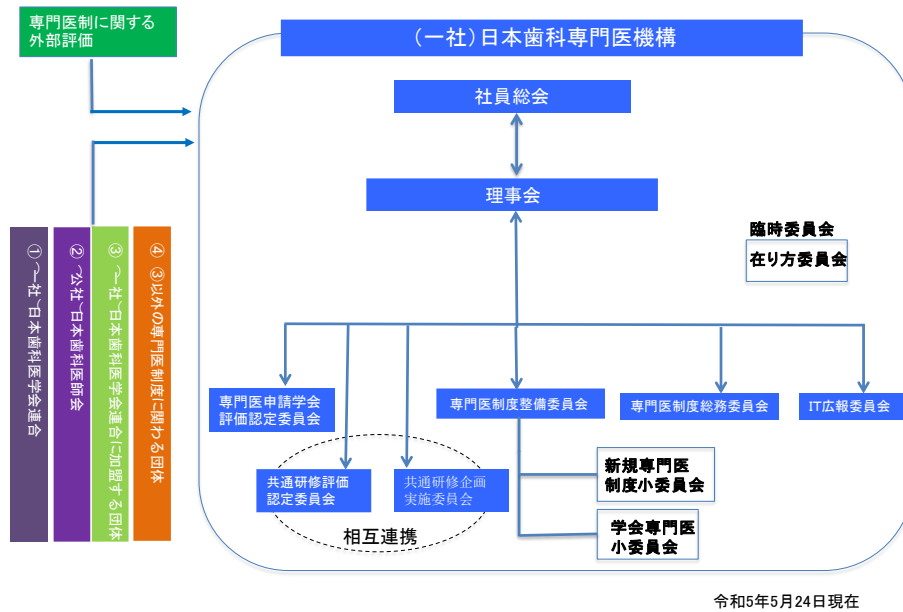 専門医制に関する
外部評価
(一社)日本歯科専門医機構
社員総会
理事会
臨時委員会
在り方委員会
① (一社)日本歯科医学会連合
② (公社)日本歯科医師会
③ (一社)日本歯科医学会連合に加盟する団体
④ ③以外の専門医制度に関わる団体
専門医申請学会
評価認定委員会
専門医制度整備委員会
専門医制度総務委員会
IT広報委員会
共通研修評価
認定委員会
共通研修企画
実施委員会
相互連携
新規専門医
制度小委員会
学会専門医
小委員会
令和5年5月24日現在